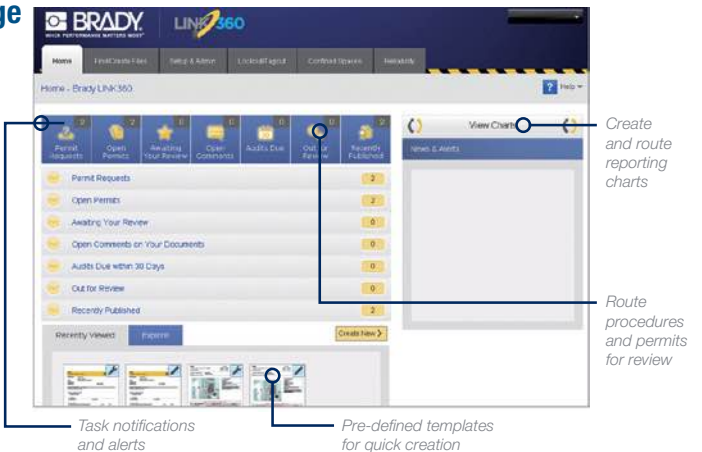 ge
BRADY
WHEN PERFORMANCE MATTERS MOST
LINK360
Home Find/Create Files Setup & Admin Lockout/Tagout Confined Spaces Reliability
Home - Brady LINK360
? Help
2 2 0 0 0 0 2
Permit Requests
Open Permits
Awaiting Your Review
Open Comments
Audits Due
Out for Review
Recently Published
View Charts
News & Alerts
Permit Requests 2
Open Permits 2
Awaiting Your Review 0
Open Comments on Your Documents 0
Audits Due within 30 Days 0
Out for Review 0
Recently Published 2
Recently Viewed
Create New
Create
and route
reporting
charts
Route
procedures
and permits
for review
Task notifications
and alerts
Pre-defined templates
for quick creation